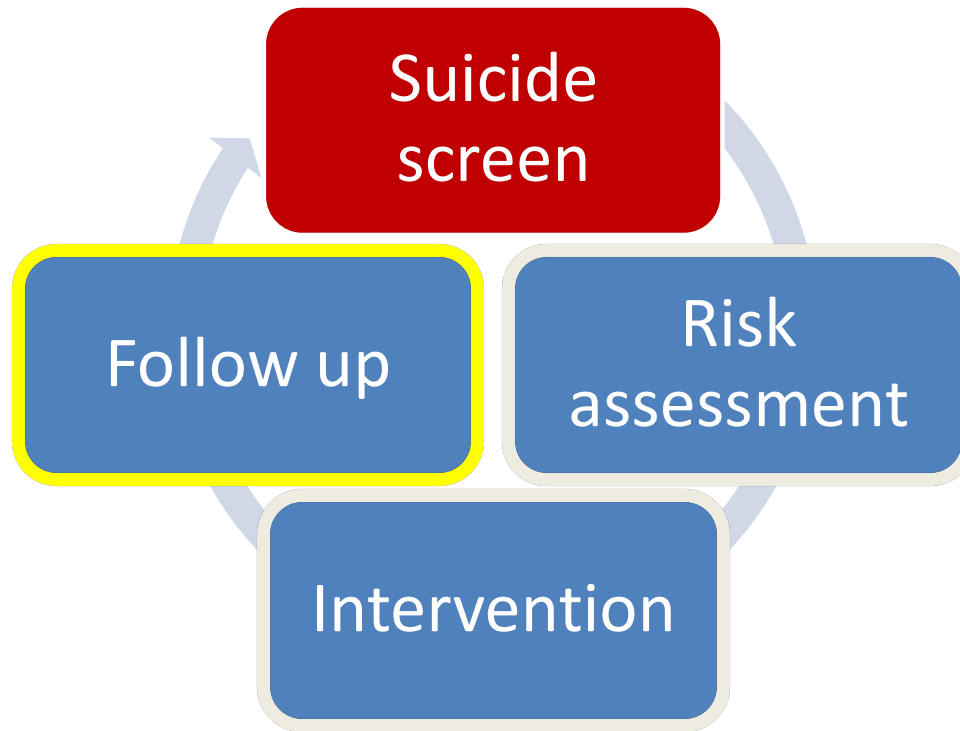 Suicide
screen
Risk
assessment
Intervention
Follow up